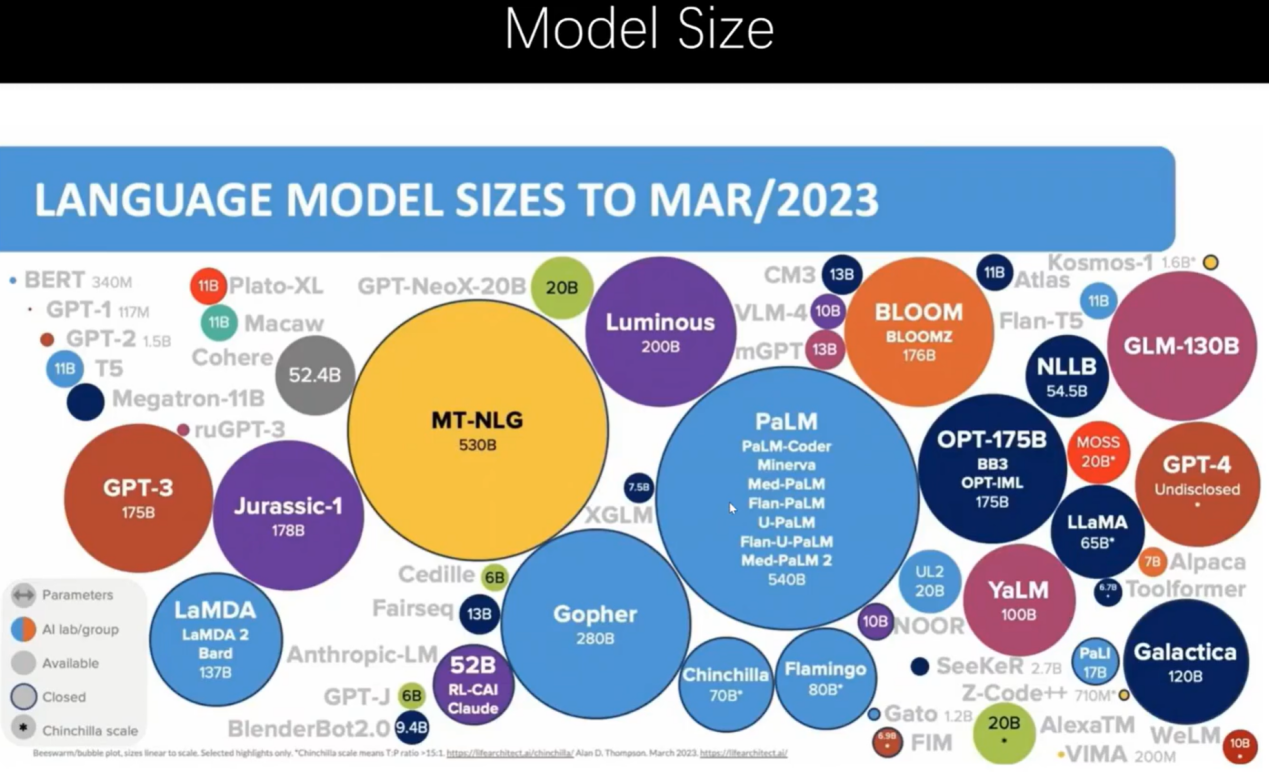 Model Size
LANGUAGE MODEL SIZES TO MAR/2023
BERT 340M
GPT-1 117M
GPT-2 1.5B
11B T5
Megatron-11B
11B Plato-XL
11B Macaw
Cohere
52.4B
ruGPT-3
GPT-3
175B
Jurassic-1
178B
GPT-NeoX-20B
20B
MT-NLG
530B
Luminous
200B
7.5B
XGLM
CM3 13B
VLM-4 10B
mGPT 13B
BLOOM
BLOOMZ
176B
11B
Atlas
Kosmos-1 1.6B*
11B
Flan-T5
GLM-130B
NLLB
54.5B
PaLM
PaLM-Coder
Minerva
Med-PaLM
Flan-PaLM
U-PaLM
Flan-U-PaLM
Med-PaLM 2
540B
OPT-175B
BB3
OPT-IML
175B
MOSS
20B*
GPT-4
Undisclosed
*
LLaMA
65B*
7B Alpaca
6.7B
*
Toolformer
UL2
20B
YaLM
100B
10B
NOOR
SeeKeR 2.7B
PaLI
17B
Galactica
120B
Z-Code++ 710M*
Gato 1.2B
6.9B
*
FIM
20B
*
AlexaTM
VIMA 200M
WeLM
10B
*
LaMDA
LaMDA 2
Bard
137B
Cedille 6B
Fairseq 13B
Anthropic-LM
52B
RL-CAI
Claude
GPT-J 6B
BlenderBot2.0 9.4B
Gopher
280B
Chinchilla
70B*
Flamingo
80B*
Parameters
AI lab/group
Available
Closed
* Chinchilla scale
Beeswarm/bubble plot, sizes linear to scale. Selected highlights only. *Chinchilla scale means T:P ratio >15:1. https://lifearchitect.ai/chinchilla/ Alan D. Thompson. March 2023. https://lifearchitect.ai/